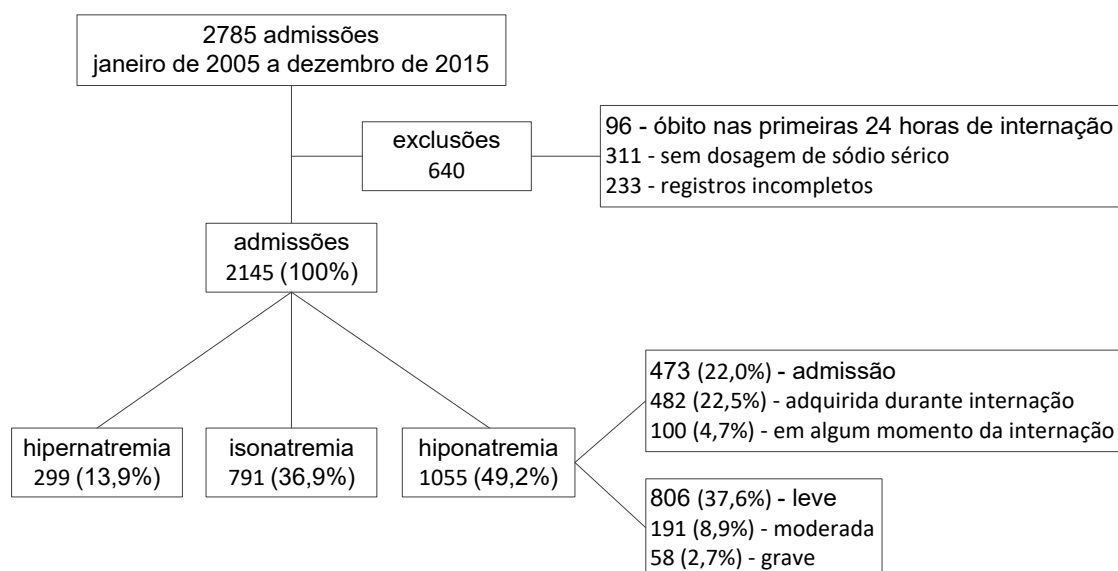 2785 admissões
janeiro de 2005 a dezembro de 2015
exclusões
640
96 - óbito nas primeiras 24 horas de internação
311 - sem dosagem de sódio sérico
233 - registros incompletos
admissões
2145 (100%)
hipernatremia
299 (13,9%)
isonatremia
791 (36,9%)
hiponatremia
1055 (49,2%)
473 (22,0%) - admissão
482 (22,5%) - adquirida durante internação
100 (4,7%) - em algum momento da internação
806 (37,6%) - leve
191 (8,9%) - moderada
58 (2,7%) - grave